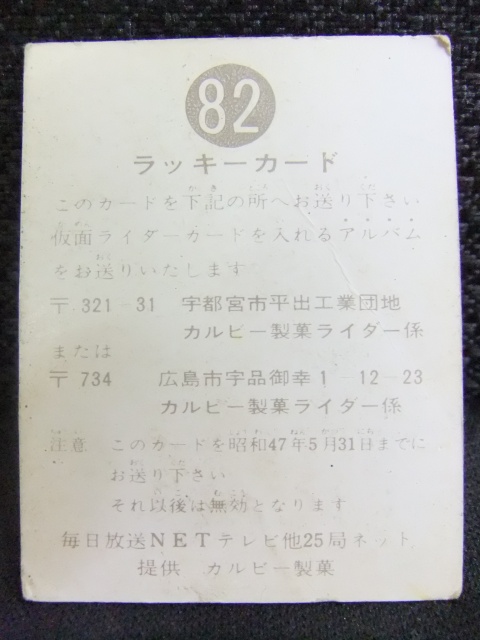 82
ラッキーカード
このカードを下記の所へお送り下さい
仮面ライダーカードを入れるアルバム
をお送りいたします
〒321-31 宇都宮市平出工業団地
カルビー製菓ライダー係
または
〒734 広島市宇品御幸1-12-23
カルビー製菓ライダー係
注意 このカードを昭和47年5月31日までに
お送り下さい
それ以後は無効となります
毎日放送NETテレビ他25局ネット
提供 カルビー製菓